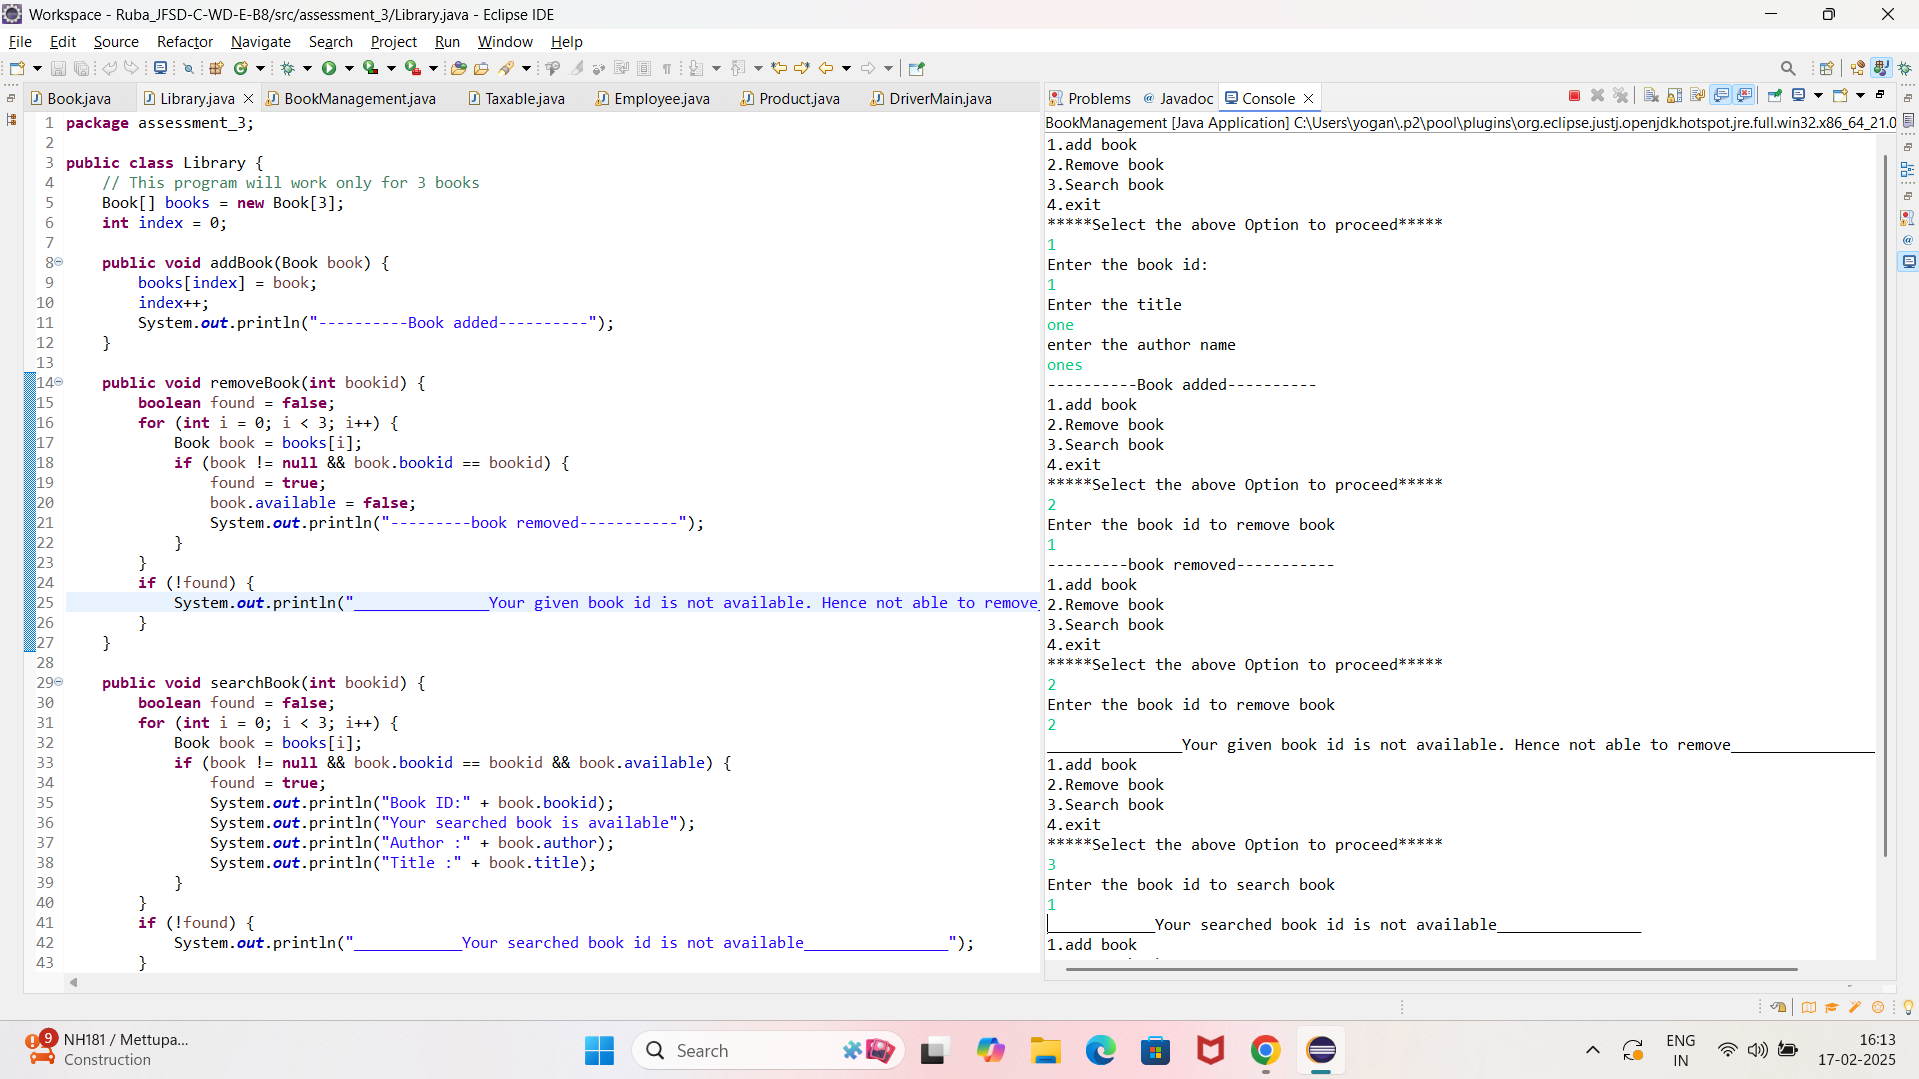 Workspace - Ruba_JFSD-C-WD-E-B8/src/assessment_3/Library.java - Eclipse IDE
File Edit Source Refactor Navigate Search Project Run Window Help
Book.java Library.java BookManagement.java Taxable.java Employee.java Product.java DriverMain.java
1 package assessment_3;
2
3 public class Library {
4 // This program will work only for 3 books
5 Book[] books = new Book[3];
6 int index = 0;
7
8 public void addBook(Book book) {
9 books[index] = book;
10 index++;
11 System.out.println("----------Book added----------");
12 }
13
14 public void removeBook(int bookid) {
15 boolean found = false;
16 for (int i = 0; i < 3; i++) {
17 Book book = books[i];
18 if (book != null && book.bookid == bookid) {
19 found = true;
20 book.available = false;
21 System.out.println("---------book removed-----------");
22 }
23 }
24 if (!found) {
25 System.out.println("_______________Your given book id is not available. Hence not able to remove_
26 }
27 }
28
29 public void searchBook(int bookid) {
30 boolean found = false;
31 for (int i = 0; i < 3; i++) {
32 Book book = books[i];
33 if (book != null && book.bookid == bookid && book.available) {
34 found = true;
35 System.out.println("Book ID:" + book.bookid);
36 System.out.println("Your searched book is available");
37 System.out.println("Author :" + book.author);
38 System.out.println("Title :" + book.title);
39 }
40 }
41 if (!found) {
42 System.out.println("____________Your searched book id is not available________________");
43 }
Problems Javadoc Console
BookManagement [Java Application] C:\Users\yogan\.p2\pool\plugins\org.eclipse.justj.openjdk.hotspot.jre.full.win32.x86_64_21.0
1.add book
2.Remove book
3.Search book
4.exit
*****Select the above Option to proceed*****
1
Enter the book id:
1
Enter the title
one
enter the author name
ones
----------Book added----------
1.add book
2.Remove book
3.Search book
4.exit
*****Select the above Option to proceed*****
2
Enter the book id to remove book
1
---------book removed-----------
1.add book
2.Remove book
3.Search book
4.exit
*****Select the above Option to proceed*****
2
Enter the book id to remove book
2
_______________Your given book id is not available. Hence not able to remove________________
1.add book
2.Remove book
3.Search book
4.exit
*****Select the above Option to proceed*****
3
Enter the book id to search book
1
____________Your searched book id is not available________________
1.add book
9
NH181 / Mettupa...
Construction
Search
ENG
IN
16:13
17-02-2025